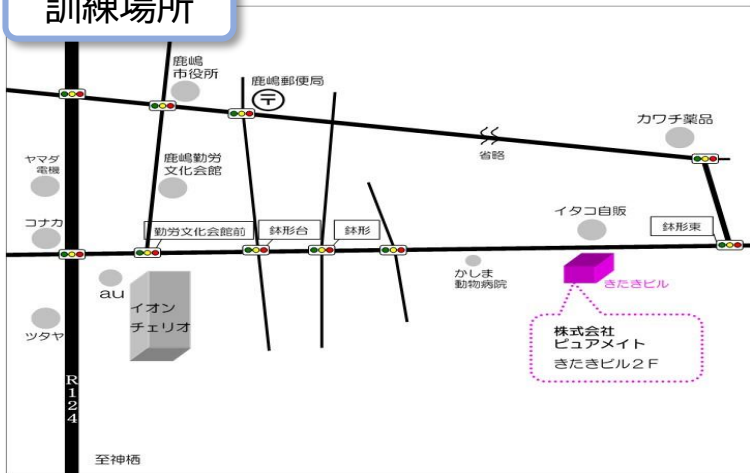 訓練場所
鹿嶋
市役所
鹿嶋郵便局
〒
カワチ薬品
省略
ヤマダ
電機
鹿嶋勤労
文化会館
コナカ
イタコ自販
勤労文化会館前
鉢形台
鉢形
鉢形東
au
イオン
チェリオ
かしま
動物病院
きたきビル
ツタヤ
株式会社
ピュアメイト
きたきビル2F
R124
至神栖